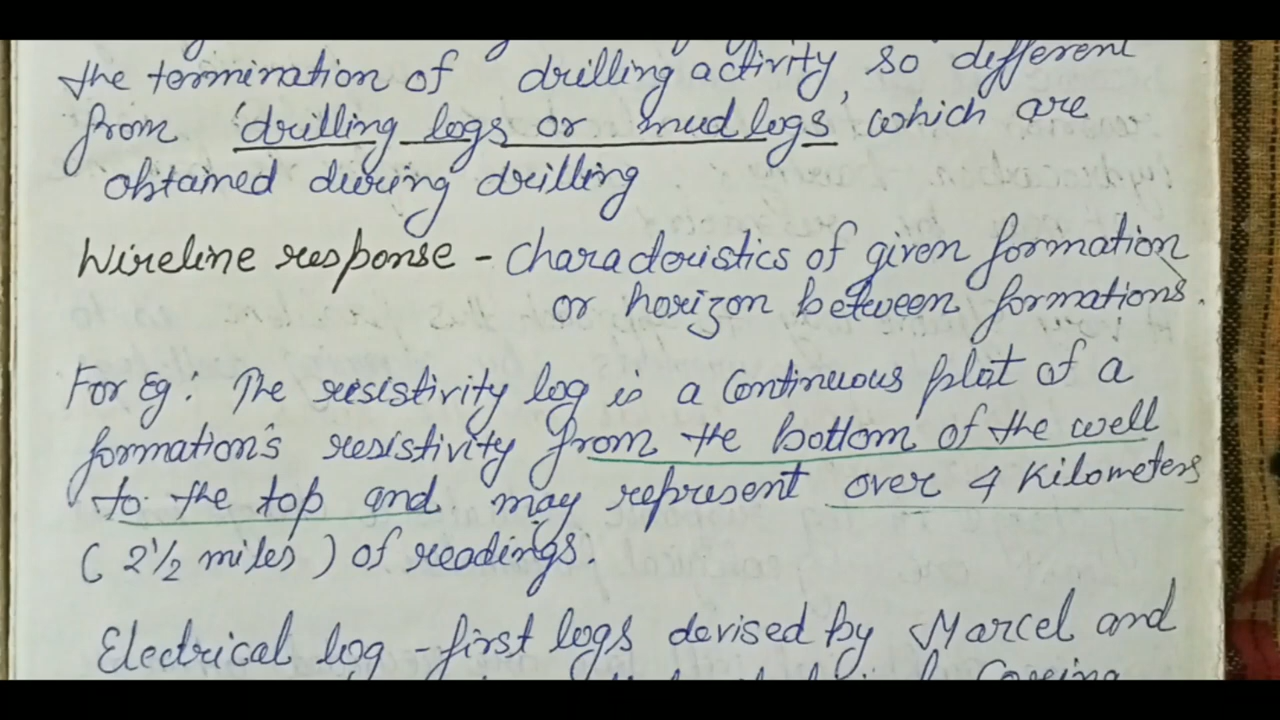 the termination of drilling activity, so different
from 'drilling logs or mud logs' which are
obtained during drilling
Wireline response - Characteristics of given formation
or horizon between formations.
For Eg: The resistivity log is a Continuous plot of a
formation's resistivity from the bottom of the well
to the top and may represent over 4 Kilometers
( 2 1/2 miles ) of readings.
Electrical log - first logs devised by Marcel and